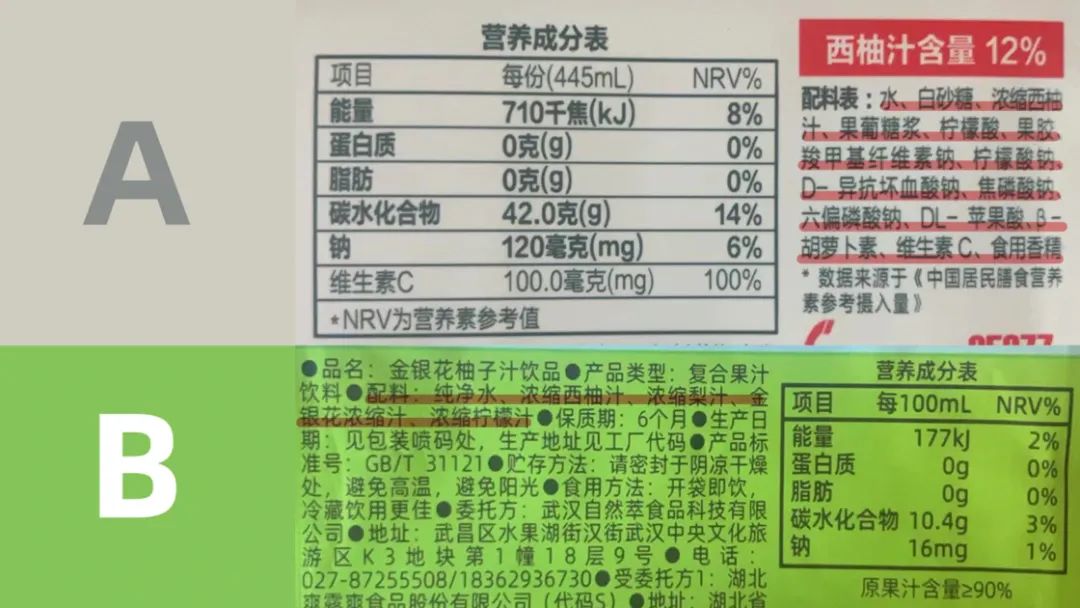 A
营养成分表
项目 每份(445mL) NRV%
能量 710千焦(kJ) 8%
蛋白质 0克(g) 0%
脂肪 0克(g) 0%
碳水化合物 42.0克(g) 14%
钠 120毫克(mg) 6%
维生素C 100.0毫克(mg) 100%
*NRV为营养素参考值
西柚汁含量 12%
配料表：水、白砂糖、浓缩西柚
汁、果葡糖浆、柠檬酸、果胶、
羧甲基纤维素钠、柠檬酸钠、
D-异抗坏血酸钠、焦磷酸钠、
六偏磷酸钠、DL-苹果酸、β-
胡萝卜素、维生素C、食用香精
* 数据来源于《中国居民膳食营养
素参考摄入量》
B
●品名：金银花柚子汁饮品●产品类型：复合果汁
饮料●配料：纯净水、浓缩西柚汁、浓缩梨汁、金
银花浓缩汁、浓缩柠檬汁●保质期：6个月●生产日
期：见包装喷码处，生产地址见工厂代码●产品标
准号：GB/T 31121●贮存方法：请密封于阴凉干燥
处，避免高温，避免阳光●食用方法：开袋即饮，
冷藏饮用更佳●委托方：武汉自然萃食品科技有限
公司●地址：武昌区水果湖街汉街武汉中央文化旅
游区K3地块第1幢18层9号●电话：
027-87255508/18362936730●受委托方1：湖北
爽露爽食品股份有限公司（代码S）●地址：湖北省
营养成分表
项目 每100mL NRV%
能量 177kJ 2%
蛋白质 0g 0%
脂肪 0g 0%
碳水化合物 10.4g 3%
钠 16mg 1%
原果汁含量≥90%